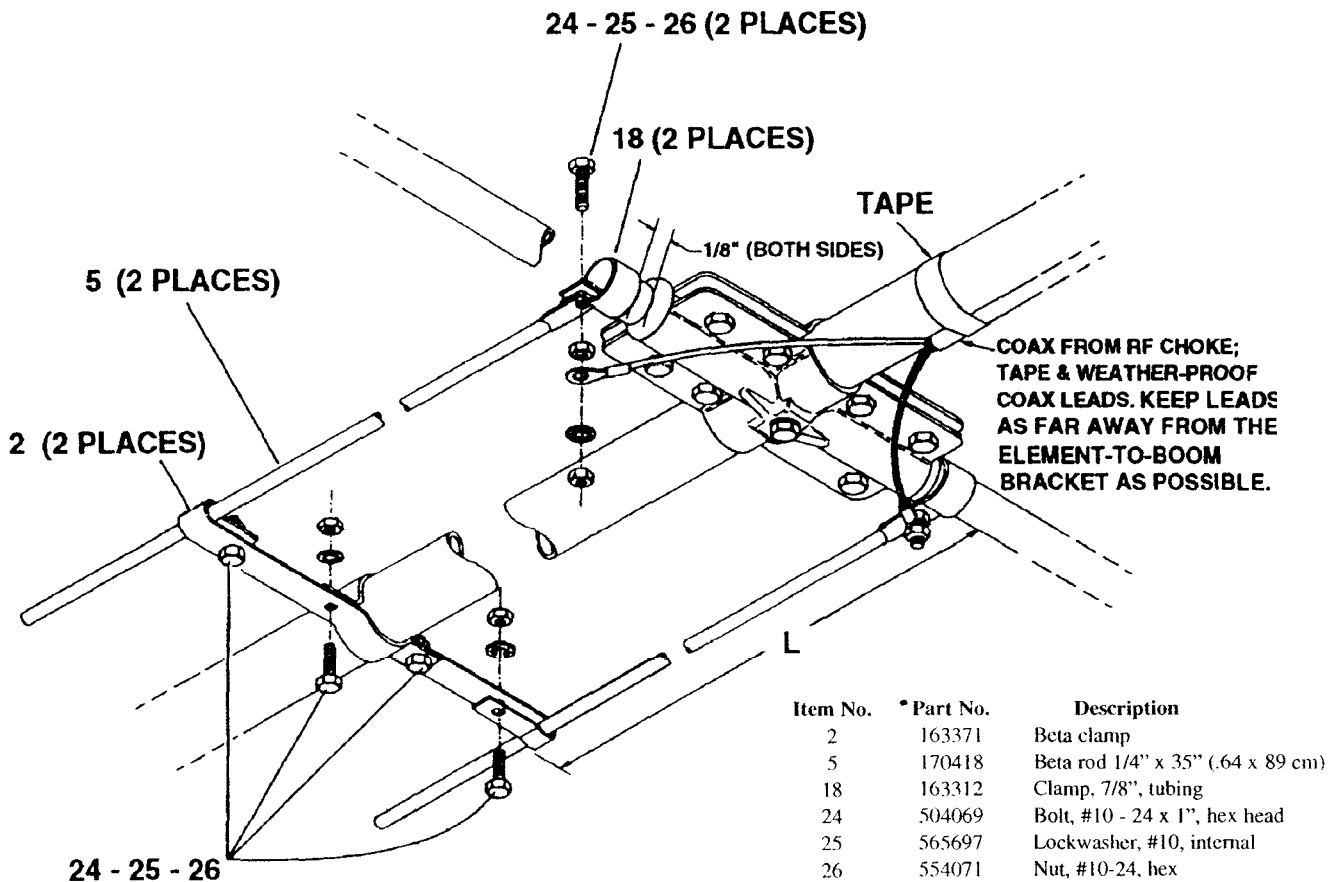 24 - 25 - 26 (2 PLACES)
18 (2 PLACES)
TAPE
1/8" (BOTH SIDES)
5 (2 PLACES)
COAX FROM RF CHOKE;
TAPE & WEATHER-PROOF
COAX LEADS. KEEP LEADS
AS FAR AWAY FROM THE
ELEMENT-TO-BOOM
BRACKET AS POSSIBLE.
2 (2 PLACES)
L
Item No. *Part No. Description
2 163371 Beta clamp
5 170418 Beta rod 1/4" x 35" (.64 x 89 cm)
18 163312 Clamp, 7/8", tubing
24 504069 Bolt, #10 - 24 x 1", hex head
25 565697 Lockwasher, #10, internal
26 554071 Nut, #10-24, hex
24 - 25 - 26